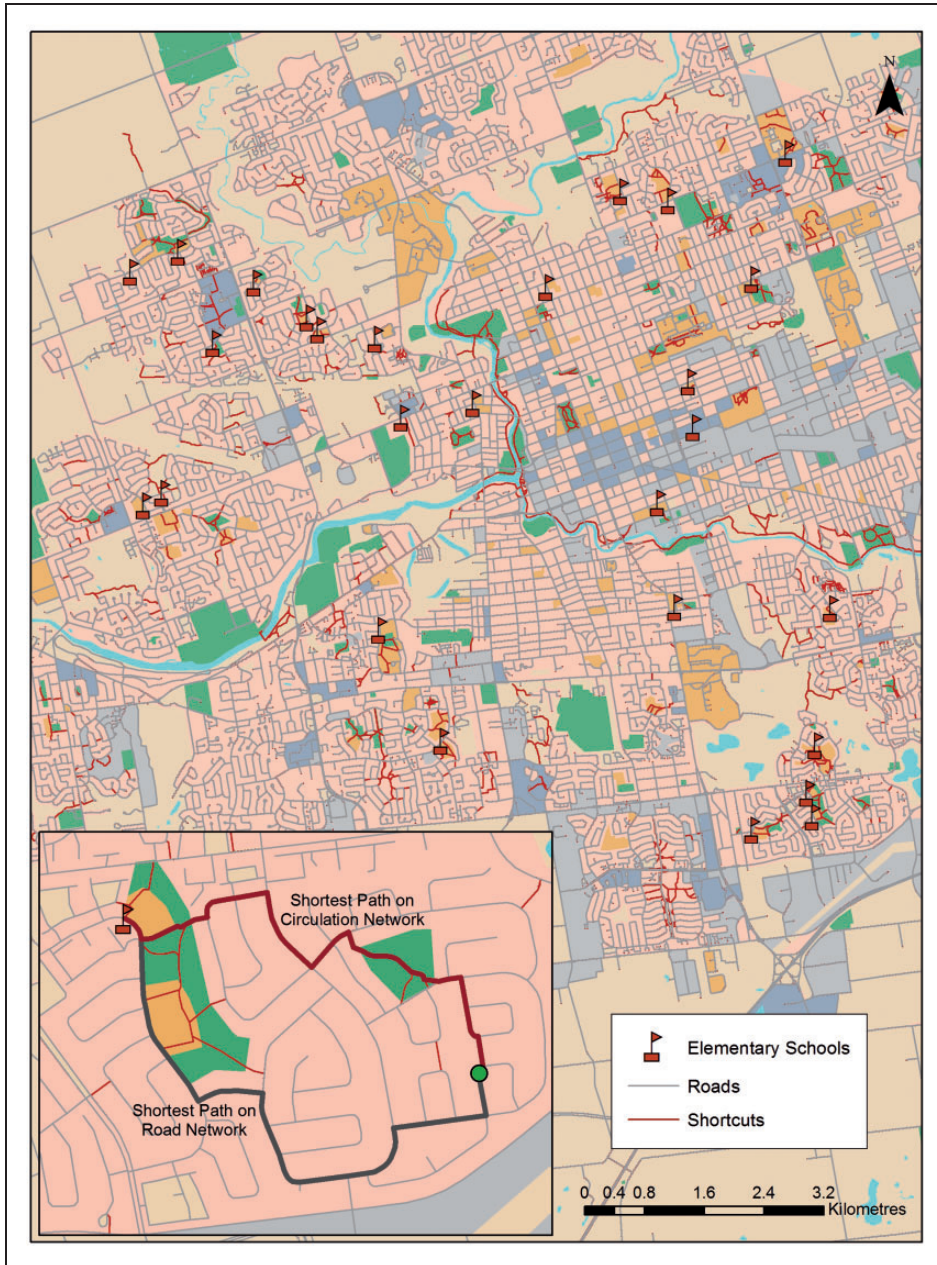 N
Shortest Path on
Circulation Network
Shortest Path on
Road Network
Elementary Schools
Roads
Shortcuts
0 0.4 0.8 1.6 2.4 3.2
Kilometres